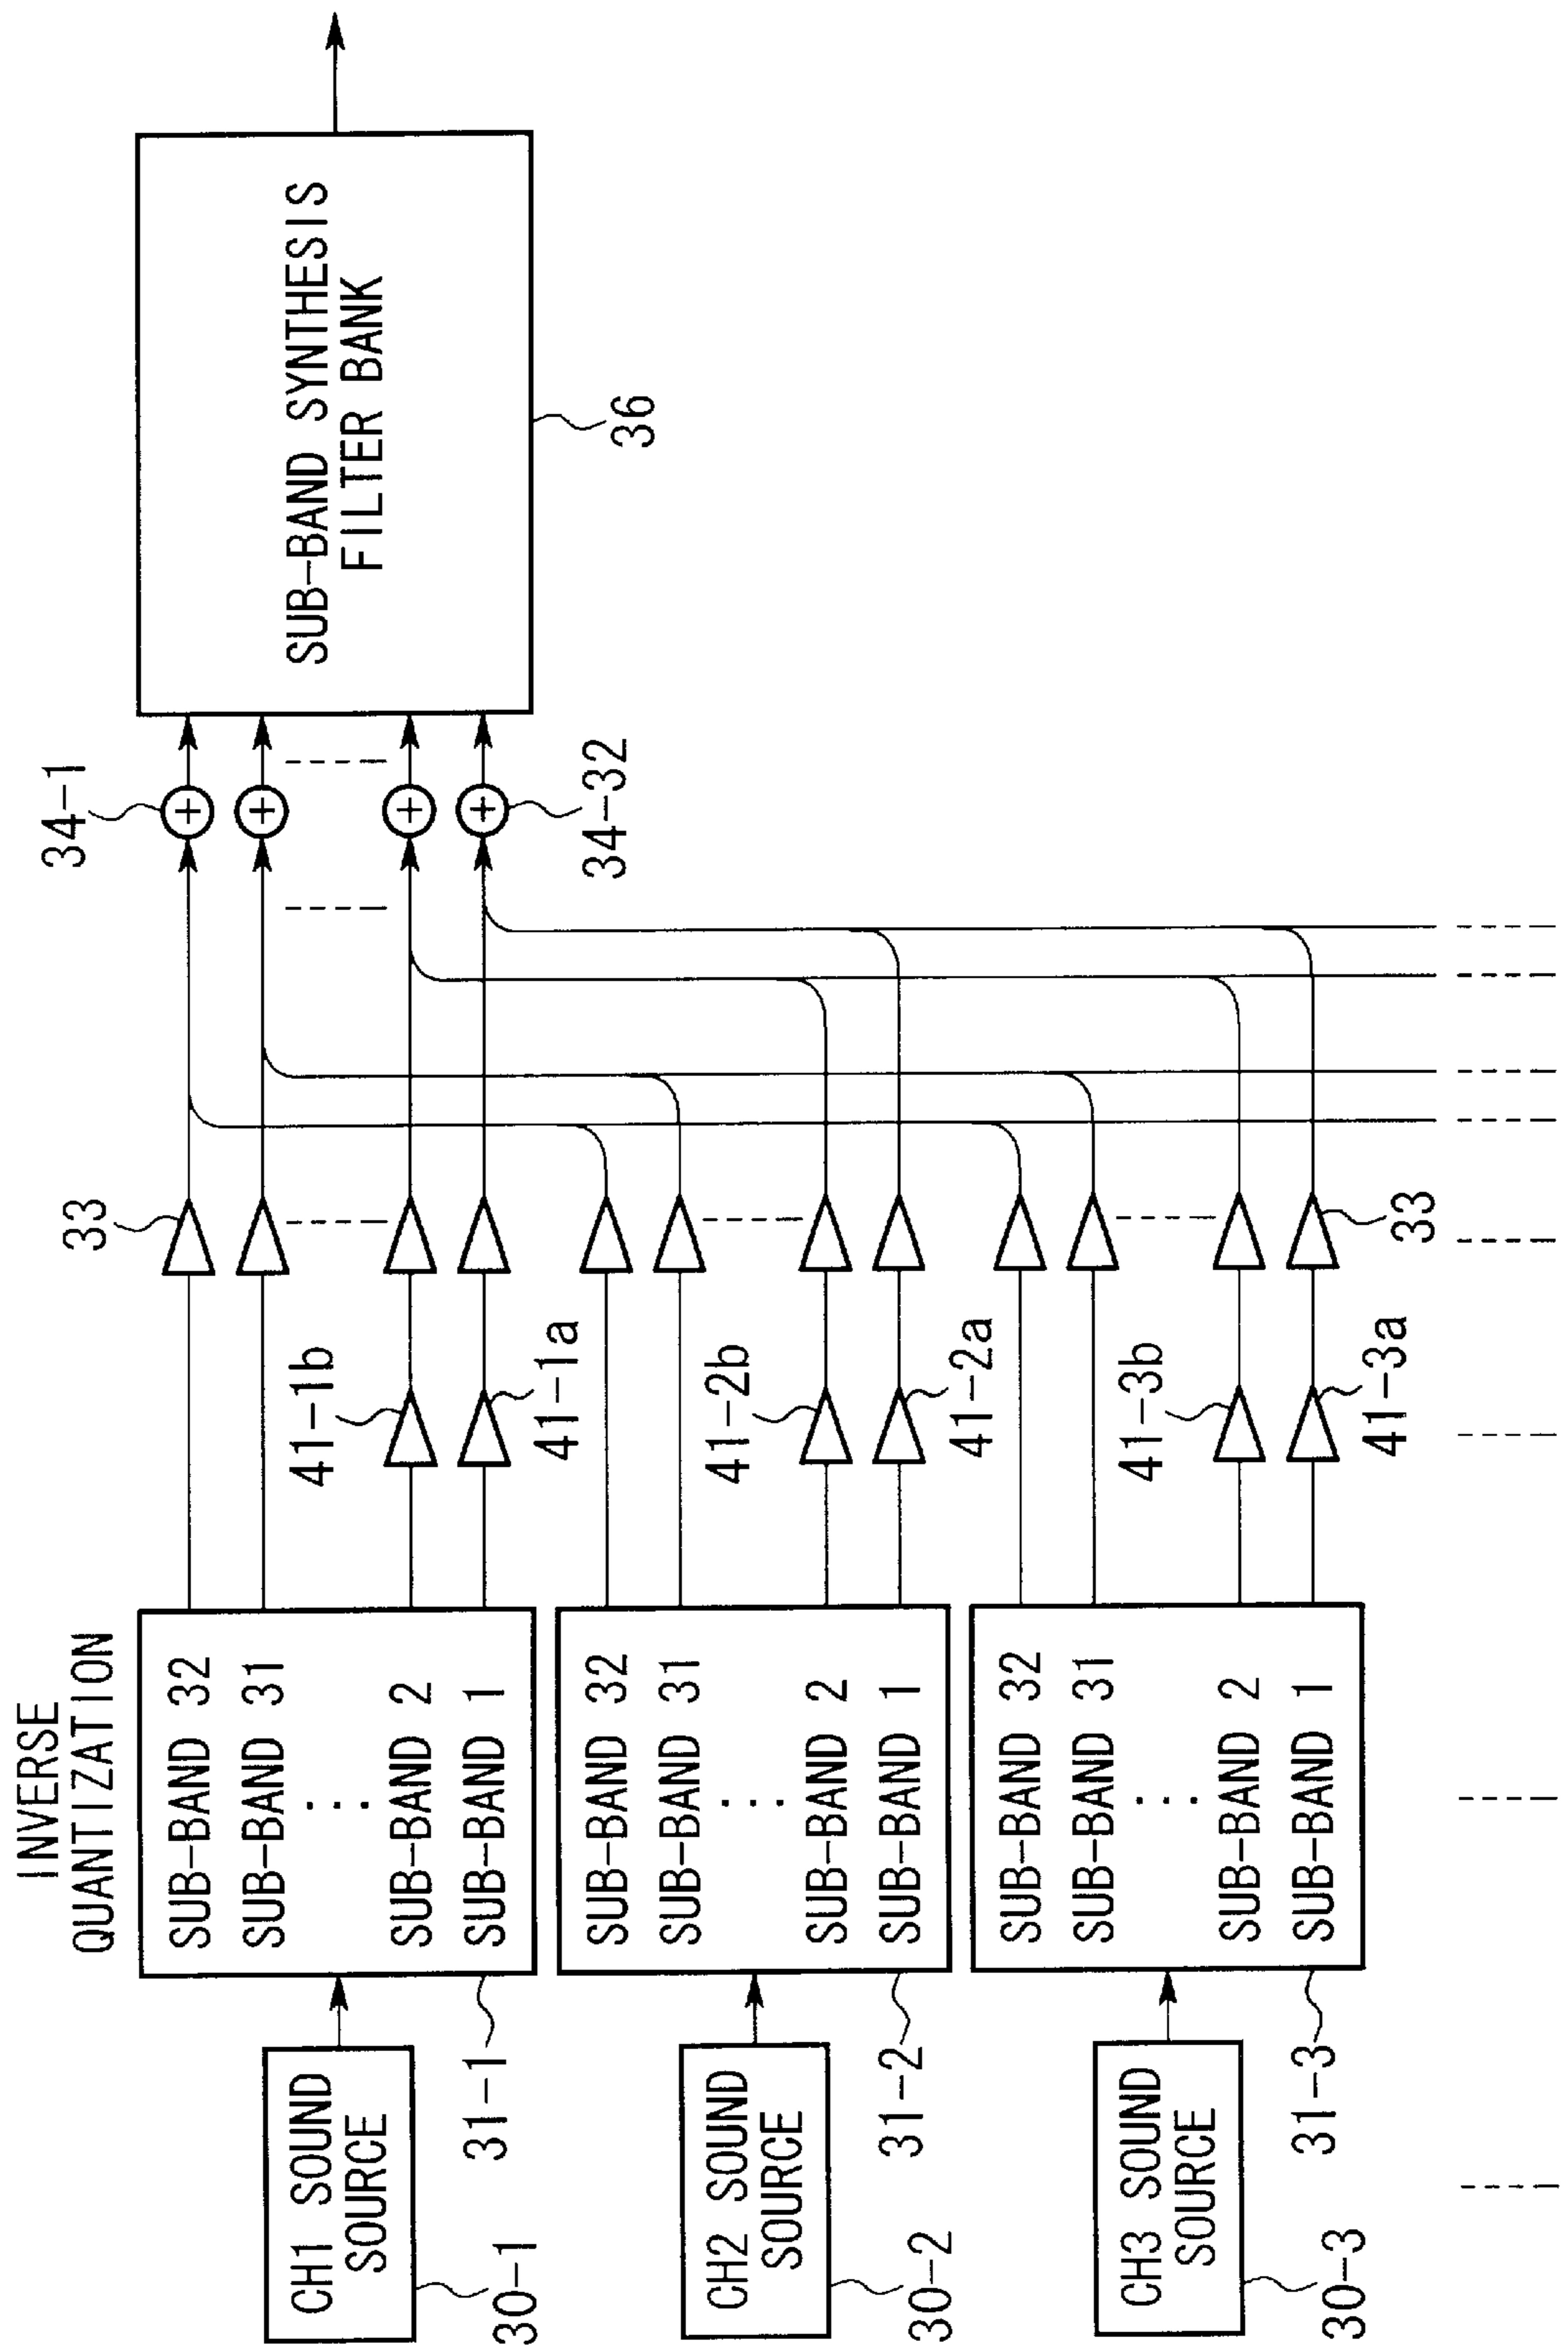 INVERSE
QUANTIZATION
CH1 SOUND
SOURCE
30-1
SUB-BAND 32
SUB-BAND 31
...
SUB-BAND 2
SUB-BAND 1
31-1
41-1b
41-1a
33
34-1
34-32
SUB-BAND SYNTHESIS
FILTER BANK
36
CH2 SOUND
SOURCE
30-2
SUB-BAND 32
SUB-BAND 31
...
SUB-BAND 2
SUB-BAND 1
31-2
41-2b
41-2a
CH3 SOUND
SOURCE
30-3
SUB-BAND 32
SUB-BAND 31
...
SUB-BAND 2
SUB-BAND 1
31-3
41-3b
41-3a
33